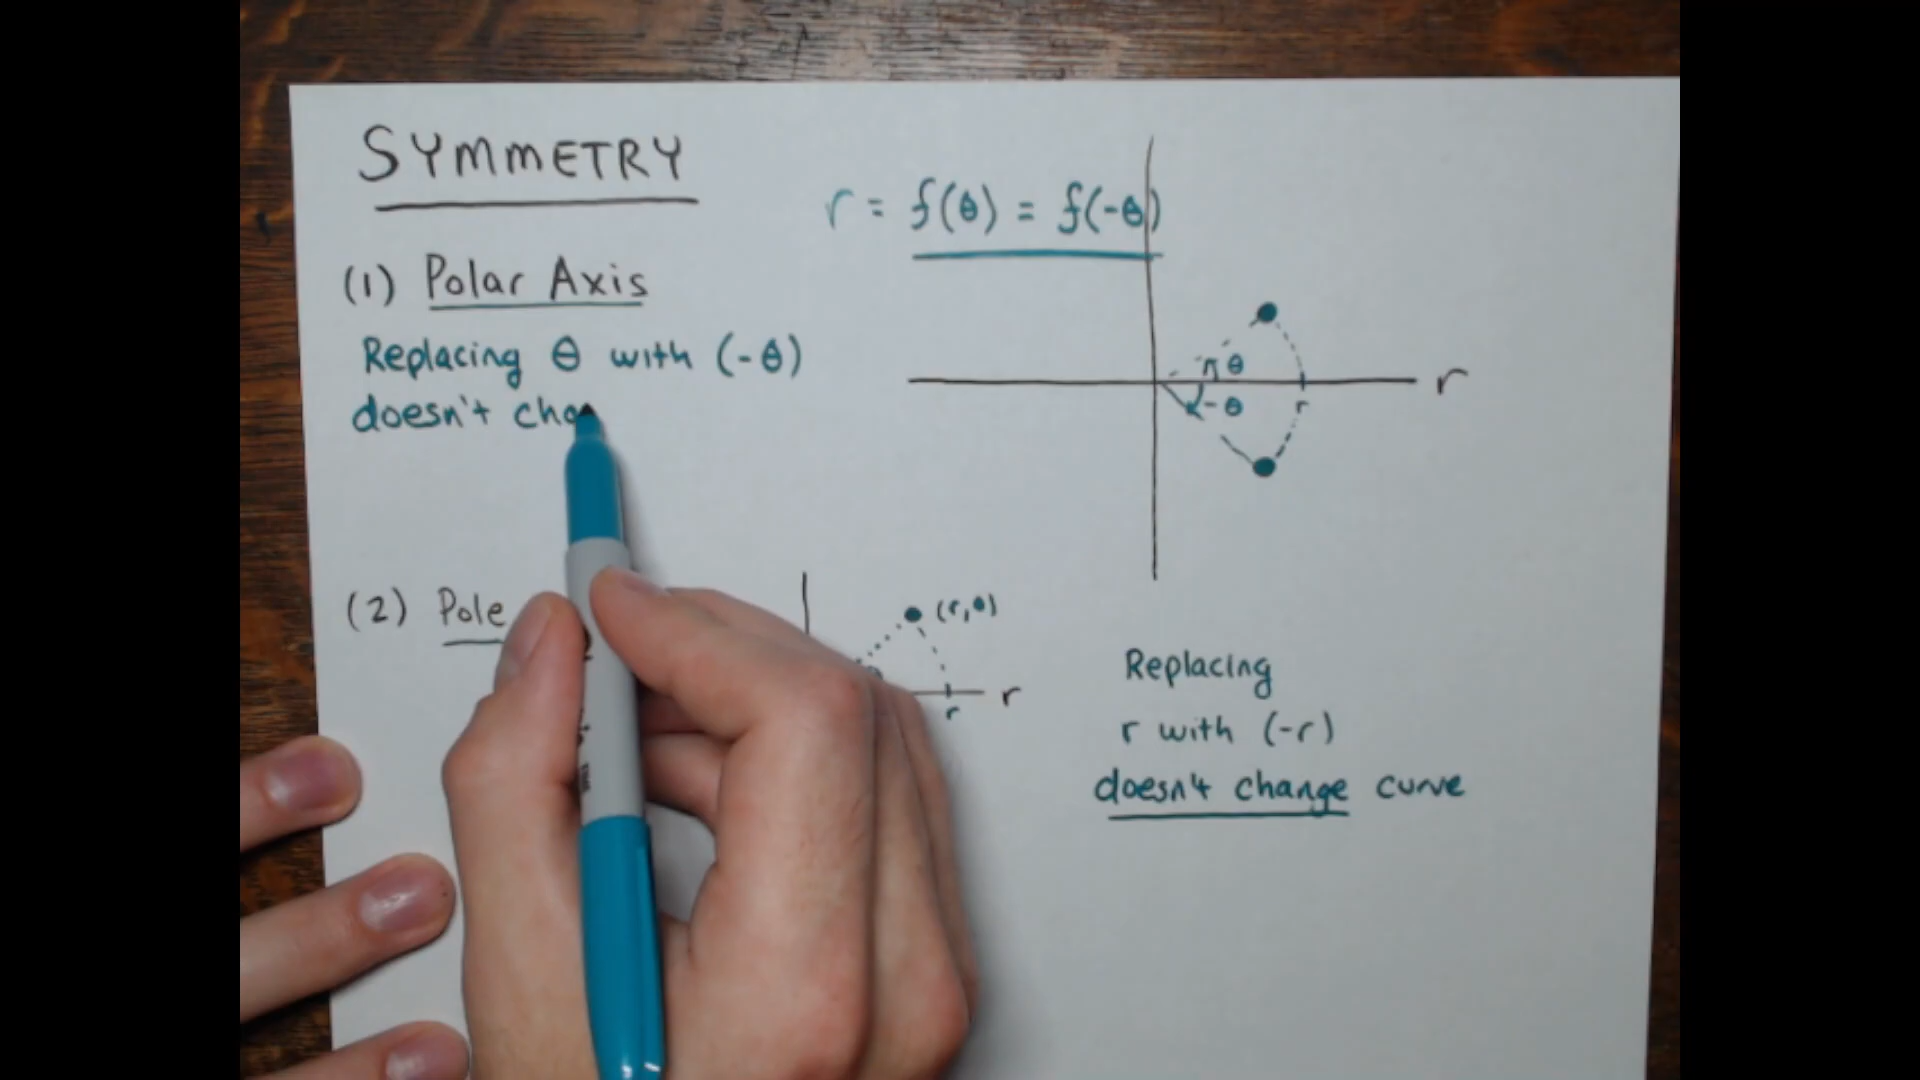 SYMMETRY
r = f(θ) = f(-θ)
(1) Polar Axis
Replacing θ with (-θ)
doesn't cha
θ
-θ
r
r
(2) Pole
(r,θ)
r
r
Replacing
r with (-r)
doesn't change curve